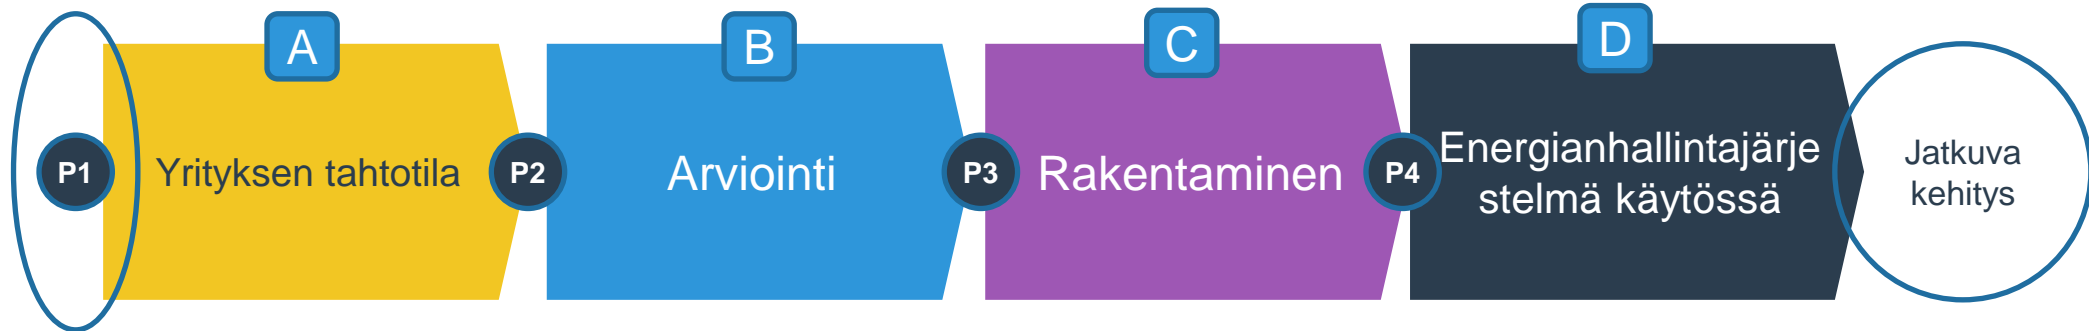 A
B
C
D
P1
Yrityksen tahtotila
P2
Arviointi
P3
Rakentaminen
P4
Energianhallintajärje
stelmä käytössä
Jatkuva
kehitys